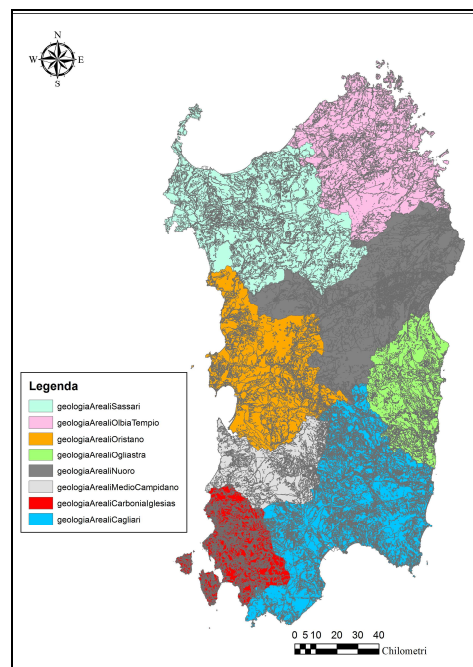 N
W E
S
Legenda
geologiaArealiSassari
geologiaArealiOlbiaTempio
geologiaArealiOristano
geologiaArealiOgliastra
geologiaArealiNuoro
geologiaArealiMedioCampidano
geologiaArealiCarboniaIglesias
geologiaArealiCagliari
0 5 10 20 30 40
Chilometri